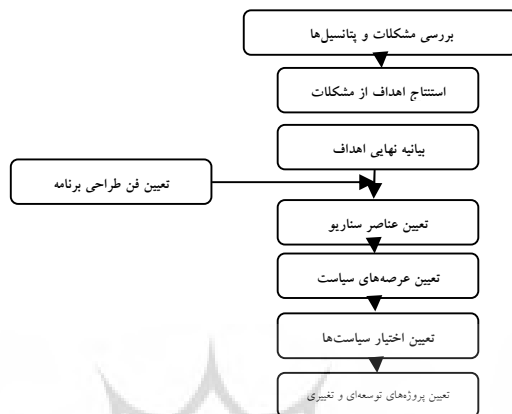 بررسی مشکلات و پتانسیل‌ها
استنتاج اهداف از مشکلات
بیانیه نهایی اهداف
تعیین فن طراحی برنامه
تعیین عناصر سناریو
تعیین عرصه‌های سیاست
تعیین اختیار سیاست‌ها
تعیین پروژه‌های توسعه‌ای و تغییری